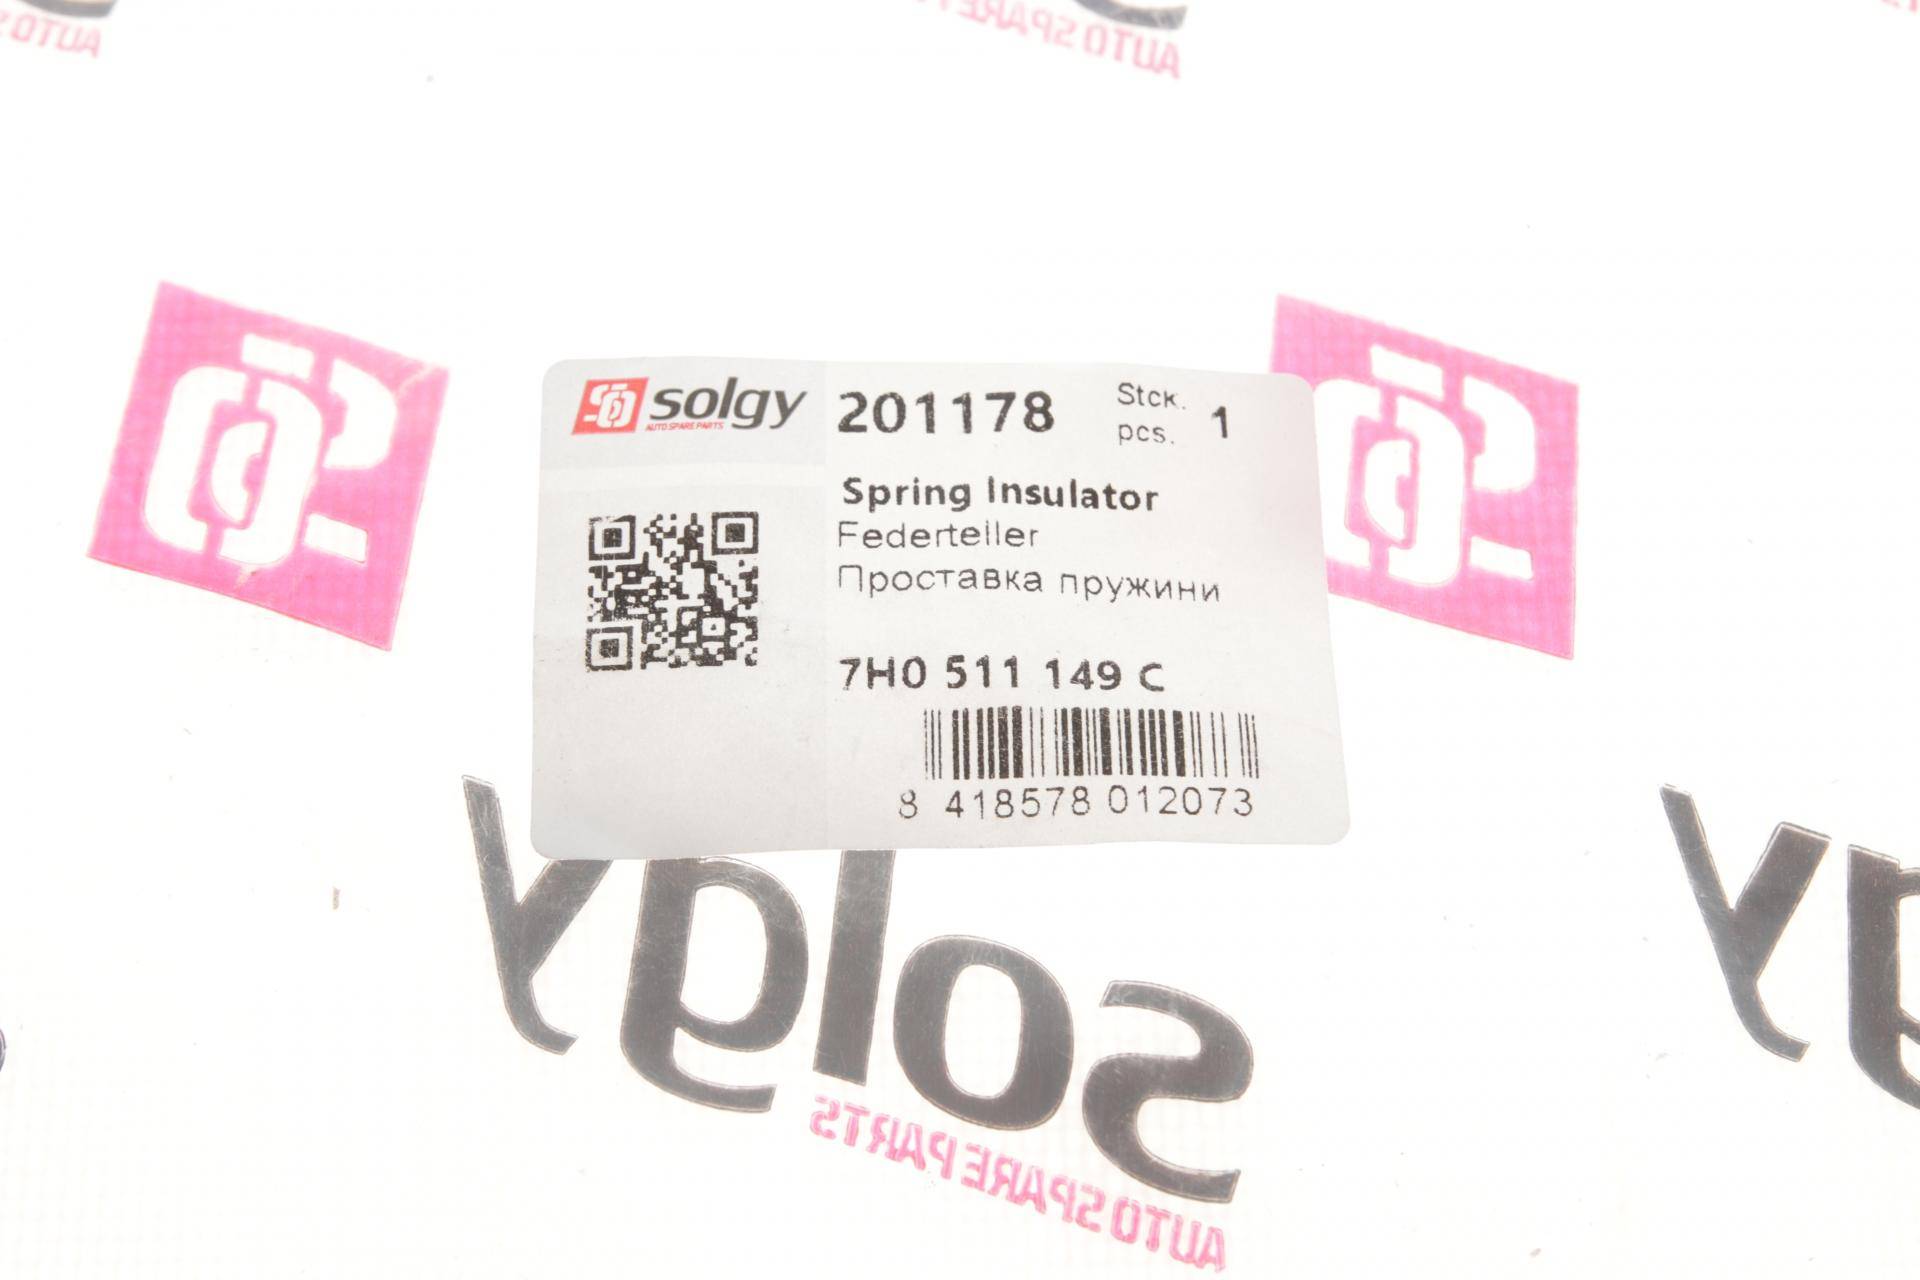 AUTO SPARE PARTS
solgy
AUTO SPARE PARTS
201178
Stck.
pcs. 1
Spring Insulator
Federteller
Проставка пружини
7H0 511 149 C
8 418578 012073
solgy
AUTO SPARE PARTS